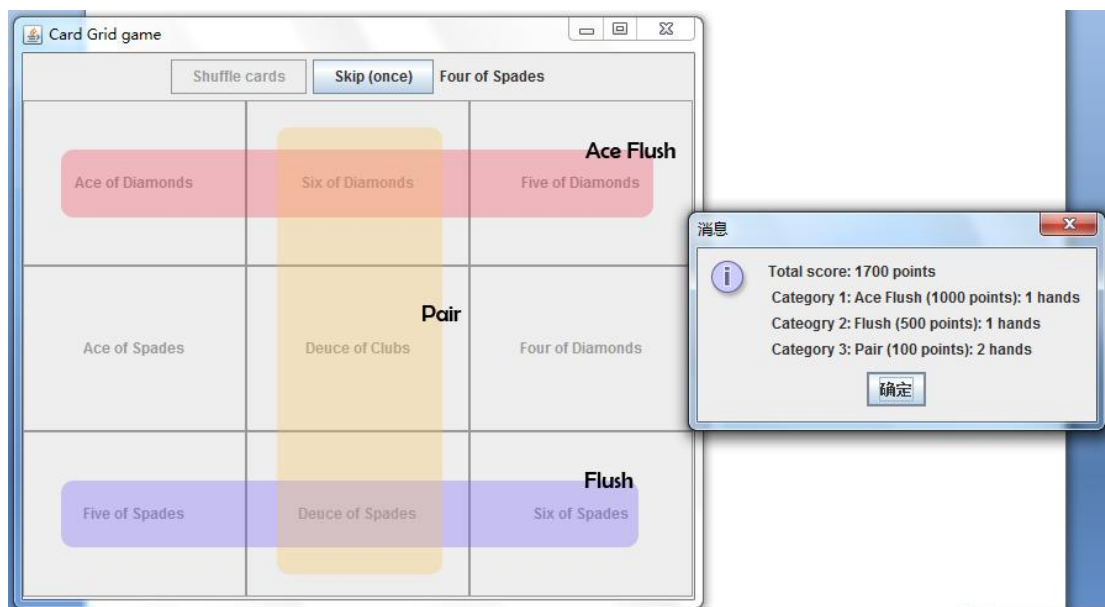 Card Grid game
Shuffle cards Skip (once) Four of Spades
Ace Flush
Ace of Diamonds Six of Diamonds Five of Diamonds
Pair
Ace of Spades Deuce of Clubs Four of Diamonds
Flush
Five of Spades Deuce of Spades Six of Spades
消息
Total score: 1700 points
Category 1: Ace Flush (1000 points): 1 hands
Cateogry 2: Flush (500 points): 1 hands
Category 3: Pair (100 points): 2 hands
确定